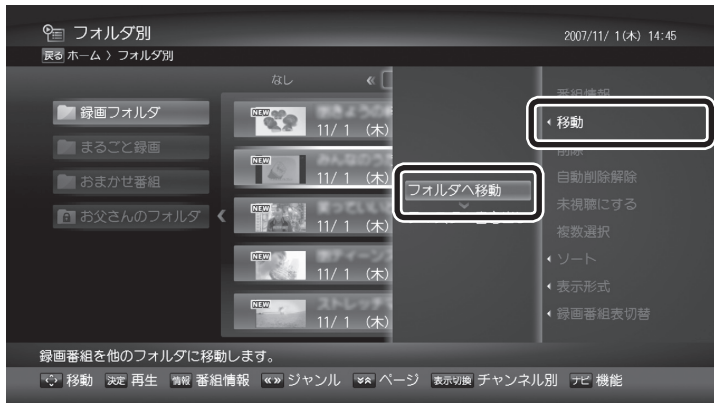 フォルダ別
2007/11/ 1(木) 14:45
戻る ホーム 〉 フォルダ別
なし
録画フォルダ
まるごと録画
おまかせ番組
お父さんのフォルダ
NEW
11/ 1 (木)
NEW
11/ 1 (木)
NEW
11/ 1 (木)
NEW
11/ 1 (木)
NEW
11/ 1 (木)
フォルダへ移動
番組情報
移動
削除
自動削除解除
未視聴にする
複数選択
ソート
表示形式
録画番組表切替
録画番組を他のフォルダに移動します。
移動 決定 再生 情報 番組情報 ジャンル ページ 表示切換 チャンネル別 ナビ 機能